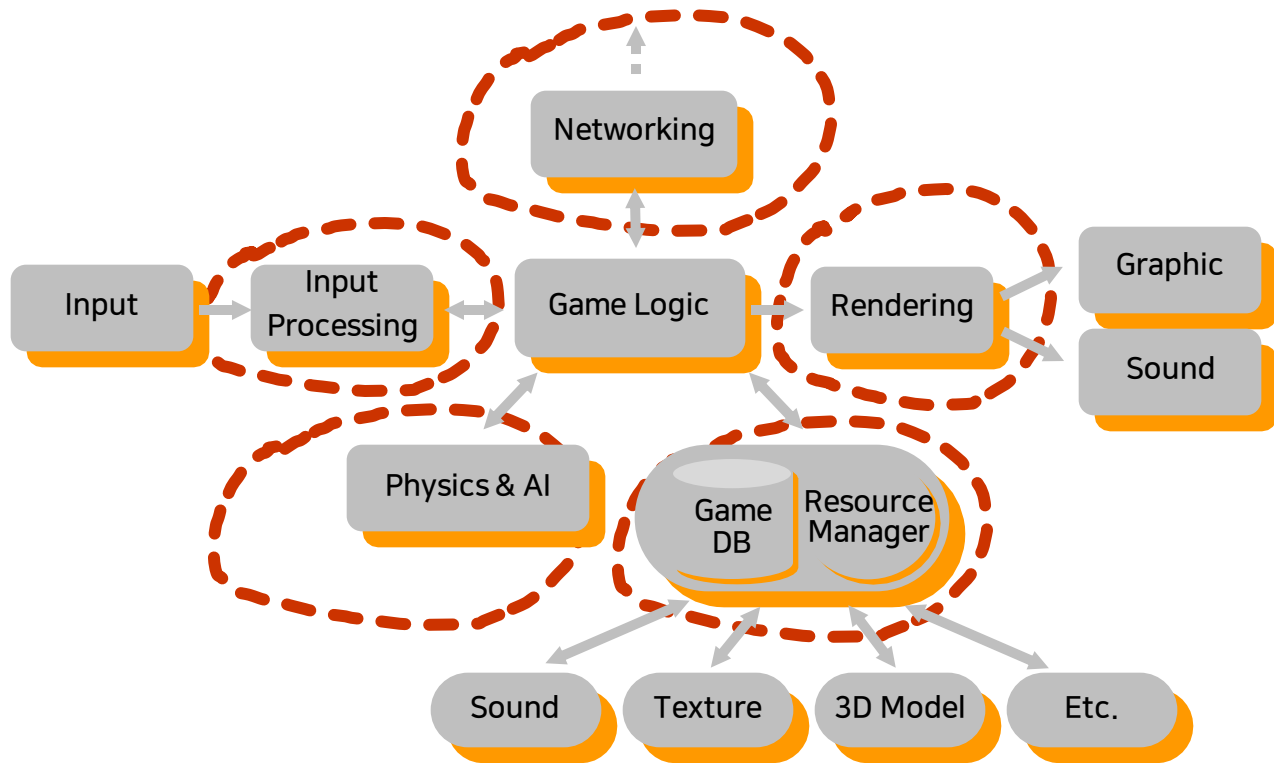 Networking
Input
Input
Processing
Game Logic
Rendering
Graphic
Sound
Physics & AI
Game
DB
Resource
Manager
Sound
Texture
3D Model
Etc.